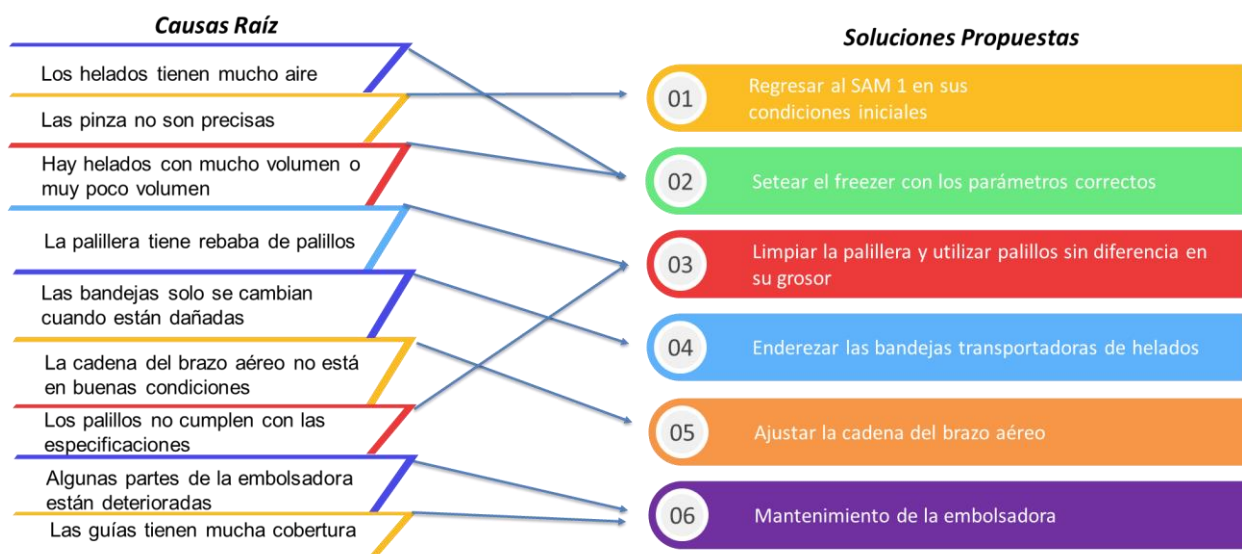 Causas Raíz
Los helados tienen mucho aire
Las pinza no son precisas
Hay helados con mucho volumen o
muy poco volumen
La palillera tiene rebaba de palillos
Las bandejas solo se cambian
cuando están dañadas
La cadena del brazo aéreo no está
en buenas condiciones
Los palillos no cumplen con las
especificaciones
Algunas partes de la embolsadora
están deterioradas
Las guías tienen mucha cobertura
Soluciones Propuestas
01
Regresar al SAM 1 en sus
condiciones iniciales
02
Setear el freezer con los parámetros correctos
03
Limpiar la palillera y utilizar palillos sin diferencia en
su grosor
04
Enderezar las bandejas transportadoras de helados
05
Ajustar la cadena del brazo aéreo
06
Mantenimiento de la embolsadora